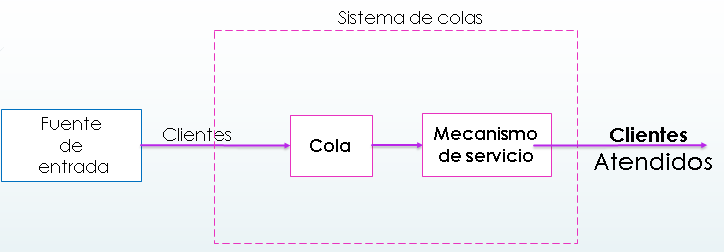 Sistema de colas
Fuente
de
entrada
Clientes
Cola
Mecanismo
de servicio
Clientes
Atendidos